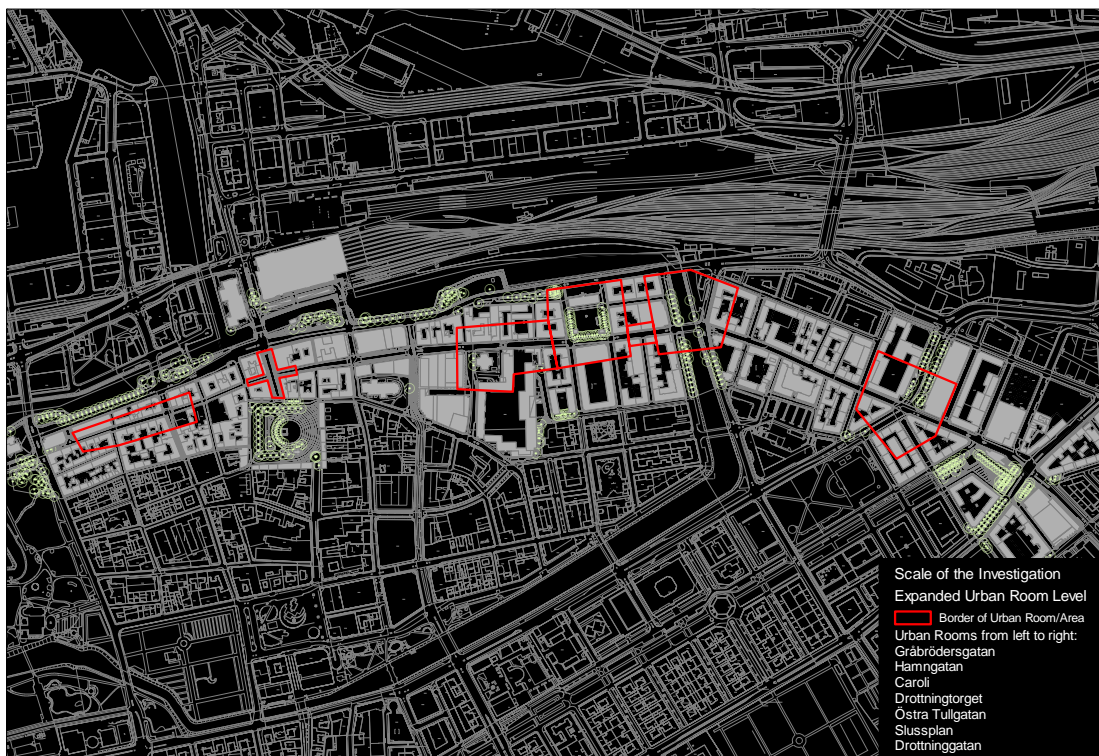 Scale of the Investigation
Expanded Urban Room Level
Border of Urban Room/Area
Urban Rooms from left to right:
Gråbrödersgatan
Hamngatan
Caroli
Drottningtorget
Östra Tullgatan
Slussplan
Drottninggatan